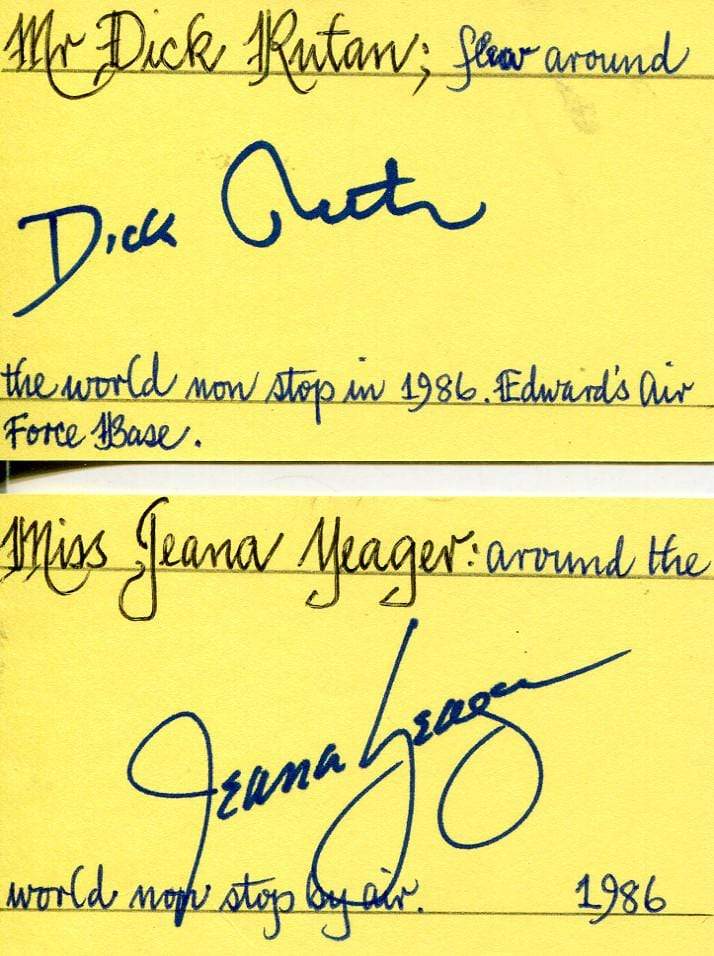 Mr Dick Rutan; flew around
Dick Rutan
the world non stop in 1986. Edward's Air
Force Base.
Miss Jeana Yeager: around the
Jeana Yeager
world non stop by air. 1986